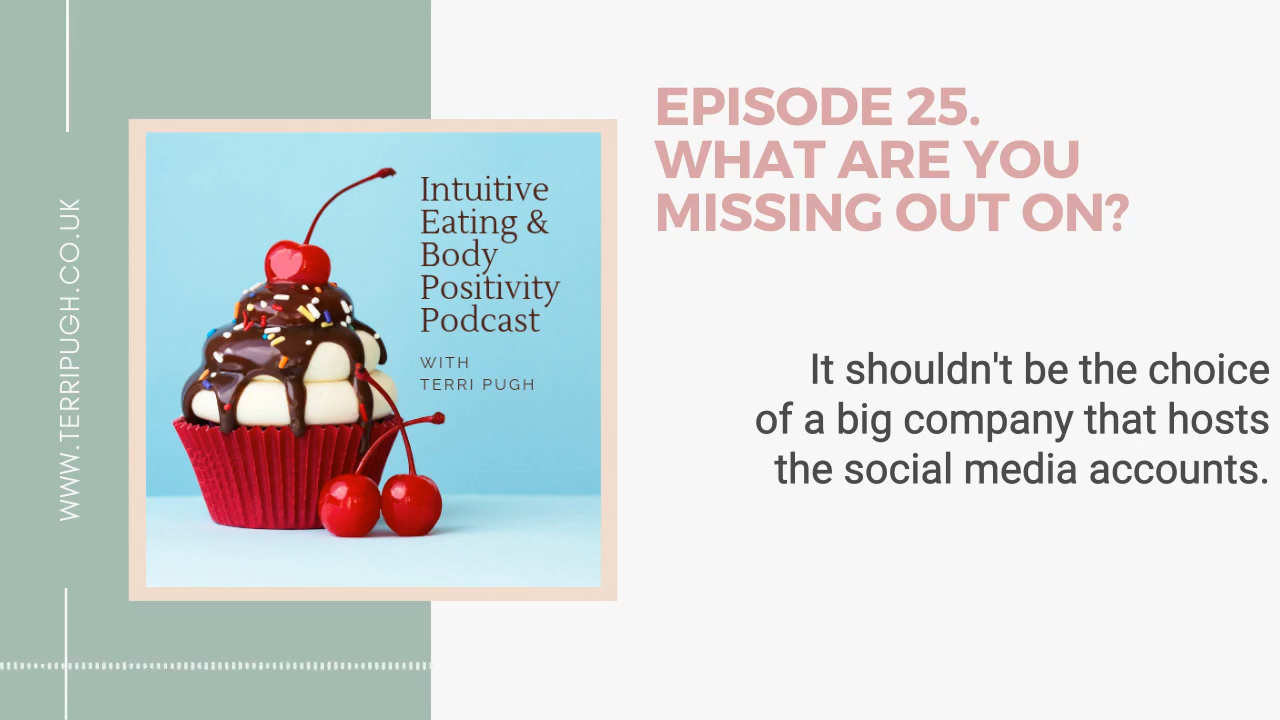 WWW.TERRIPUGH.CO.UK
Intuitive
Eating &
Body
Positivity
Podcast
WITH
TERRI PUGH
EPISODE 25.
WHAT ARE YOU
MISSING OUT ON?
It shouldn't be the choice
of a big company that hosts
the social media accounts.